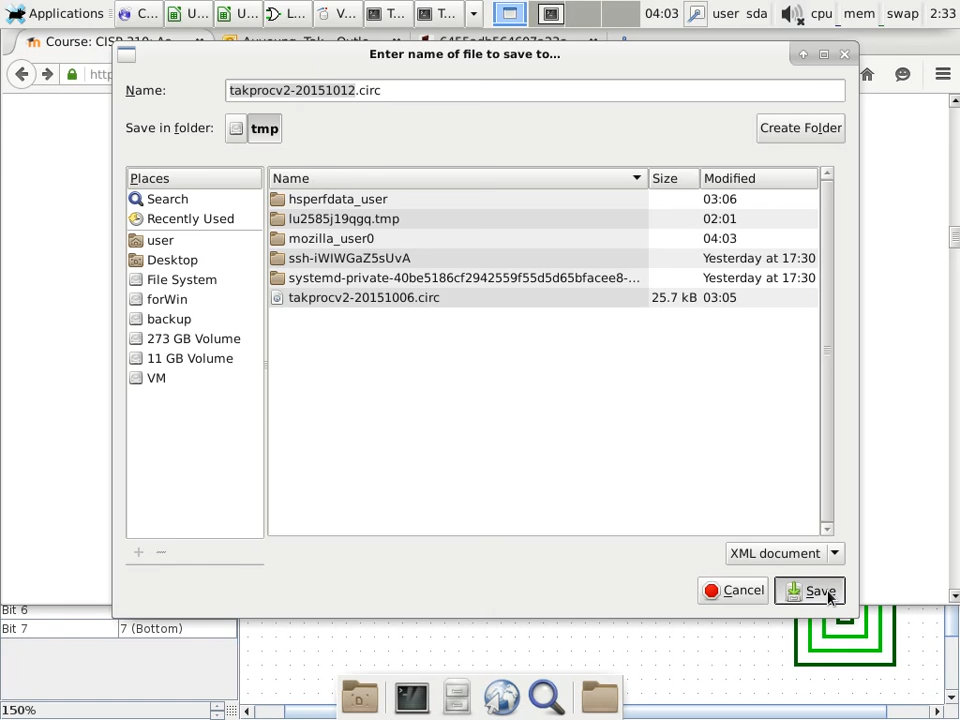 Applications C... U... U... L... V... T... T... 04:03 user sda cpu mem swap 2:33
Course: CISP 310:
http
Enter name of file to save to...
Name: takprocv2-20151012.circ
Save in folder: tmp Create Folder
Places
Search
Recently Used
user
Desktop
File System
forWin
backup
273 GB Volume
11 GB Volume
VM
Name Size Modified
hsperfdata_user 03:06
lu2585j19qgq.tmp 02:01
mozilla_user0 04:03
ssh-iWIWGaZ5sUvA Yesterday at 17:30
systemd-private-40be5186cf2942559f55d5d65bfacee8-... Yesterday at 17:30
takprocv2-20151006.circ 25.7 kB 03:05
XML document
Cancel Save
Bit 6
Bit 7 7 (Bottom)
150%